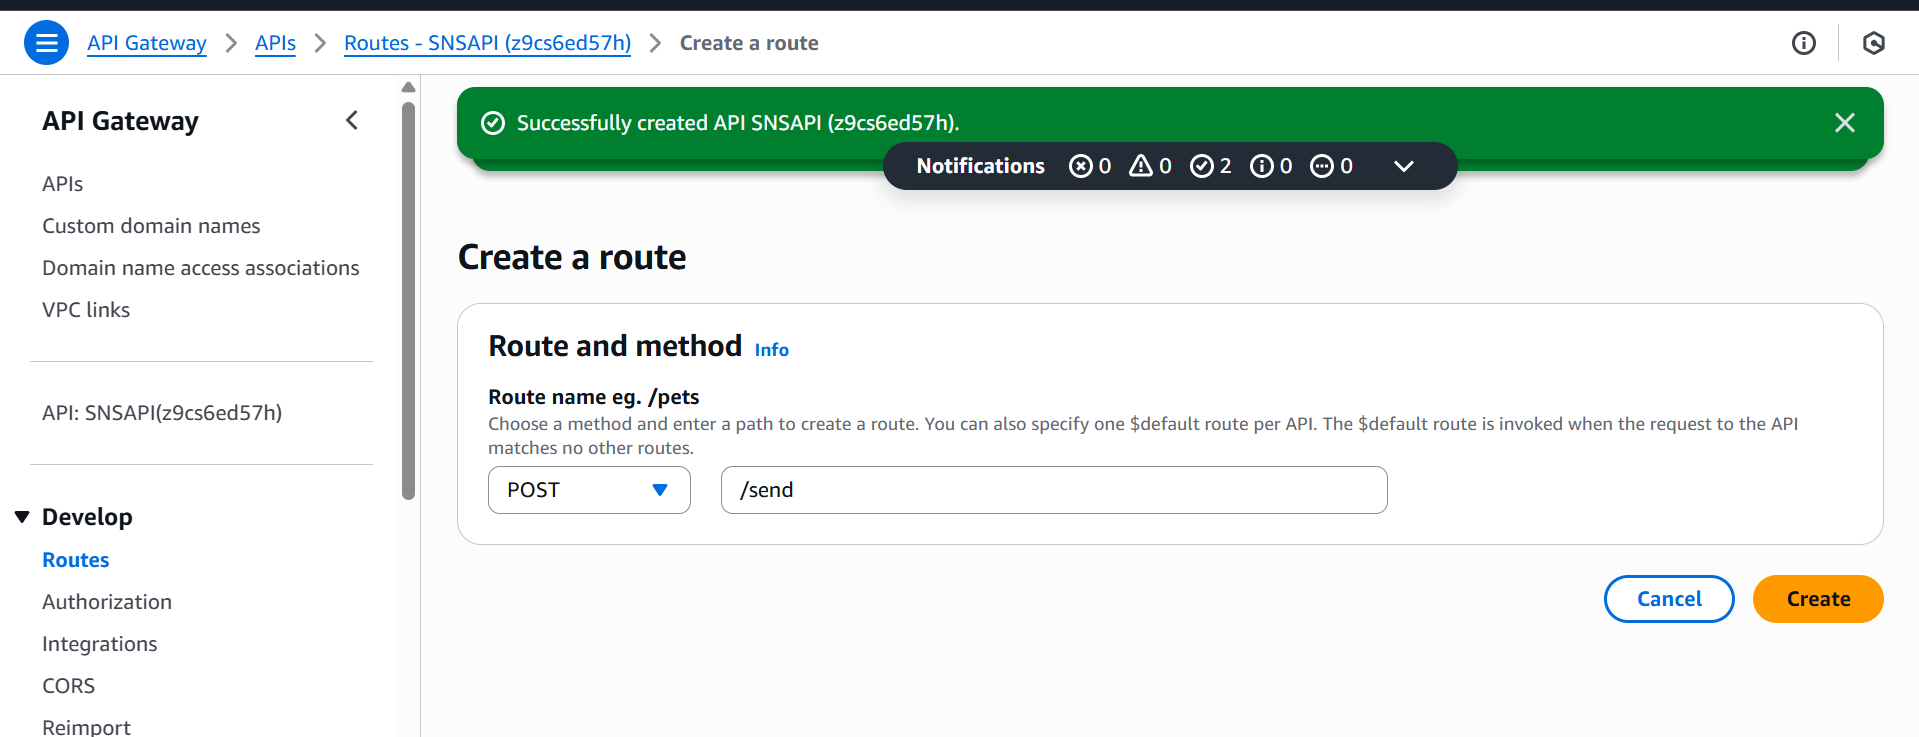 API Gateway > APIs > Routes - SNSAPI (z9cs6ed57h) > Create a route
API Gateway
APIs
Custom domain names
Domain name access associations
VPC links
API: SNSAPI(z9cs6ed57h)
Develop
Routes
Authorization
Integrations
CORS
Reimport
Successfully created API SNSAPI (z9cs6ed57h).
Notifications 0 0 2 0 0
Create a route
Route and method Info
Route name eg. /pets
Choose a method and enter a path to create a route. You can also specify one $default route per API. The $default route is invoked when the request to the API
matches no other routes.
POST /send
Cancel Create